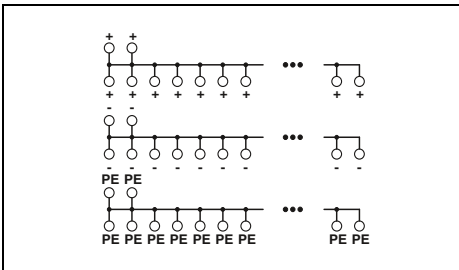 + +
+ + + + + + + + +
- -
- - - - - - - - -
PE PE
PE PE PE PE PE PE PE PE PE